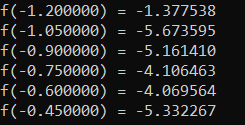 f(-1.200000) = -1.377538
f(-1.050000) = -5.673595
f(-0.900000) = -5.161410
f(-0.750000) = -4.106463
f(-0.600000) = -4.069564
f(-0.450000) = -5.332267